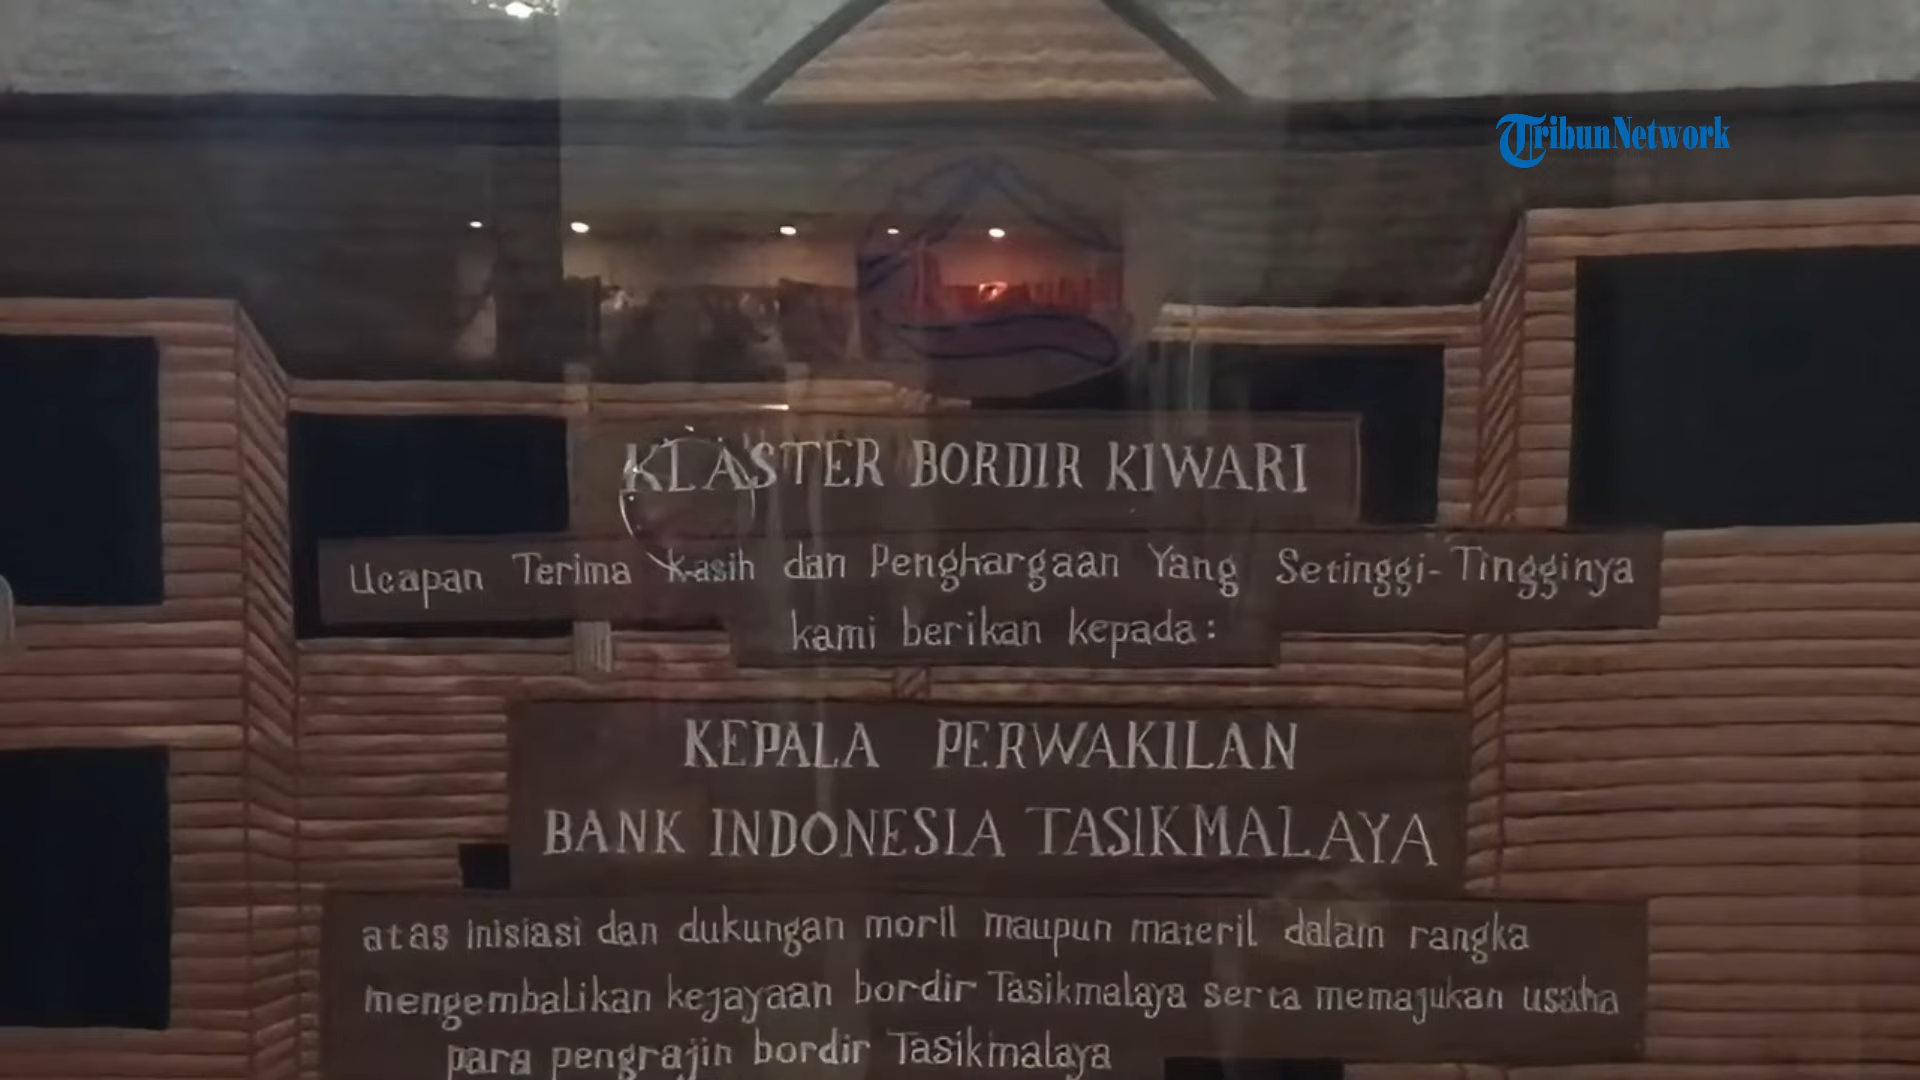 TribunNetwork
KLASTER BORDIR KIWARI
Ucapan Terima Kasih dan Penghargaan Yang Setinggi-Tingginya
kami berikan kepada:
KEPALA PERWAKILAN
BANK INDONESIA TASIKMALAYA
atas inisiasi dan dukungan moril maupun materil dalam rangka
mengembalikan kejayaan bordir Tasikmalaya serta memajukan usaha
para pengrajin bordir Tasikmalaya